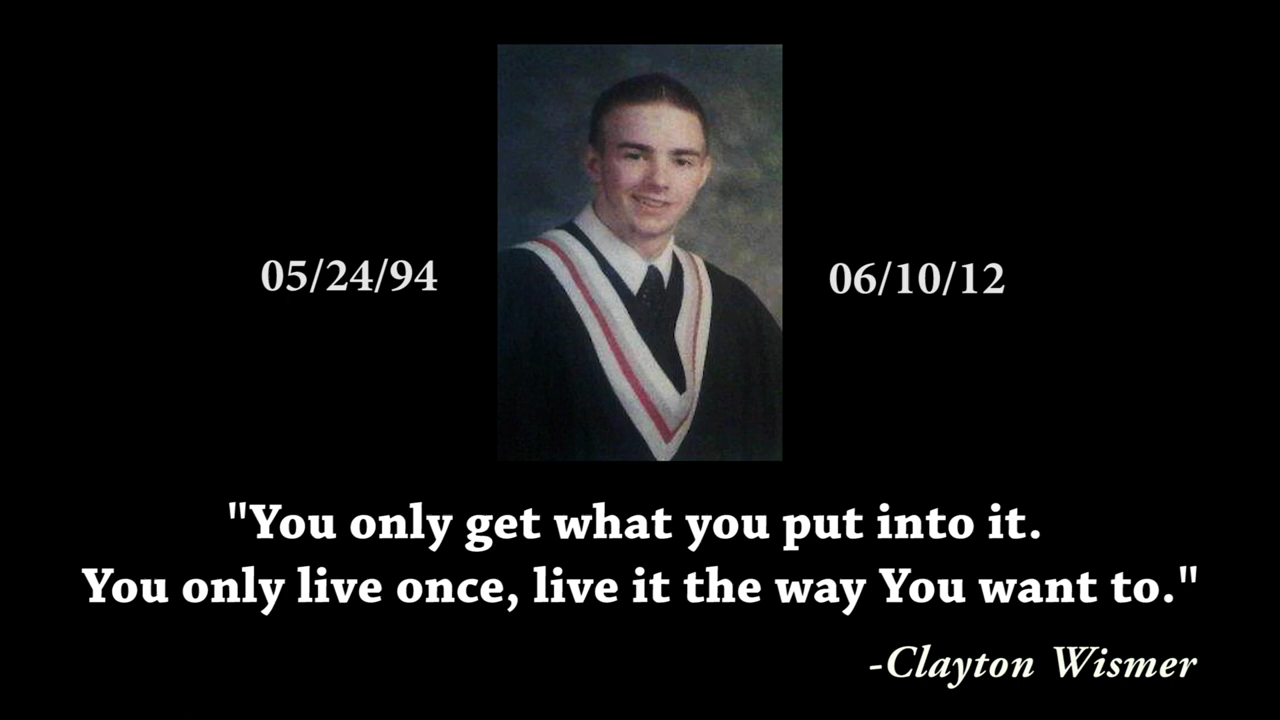 05/24/94
06/10/12
"You only get what you put into it.
You only live once, live it the way You want to."
-Clayton Wismer